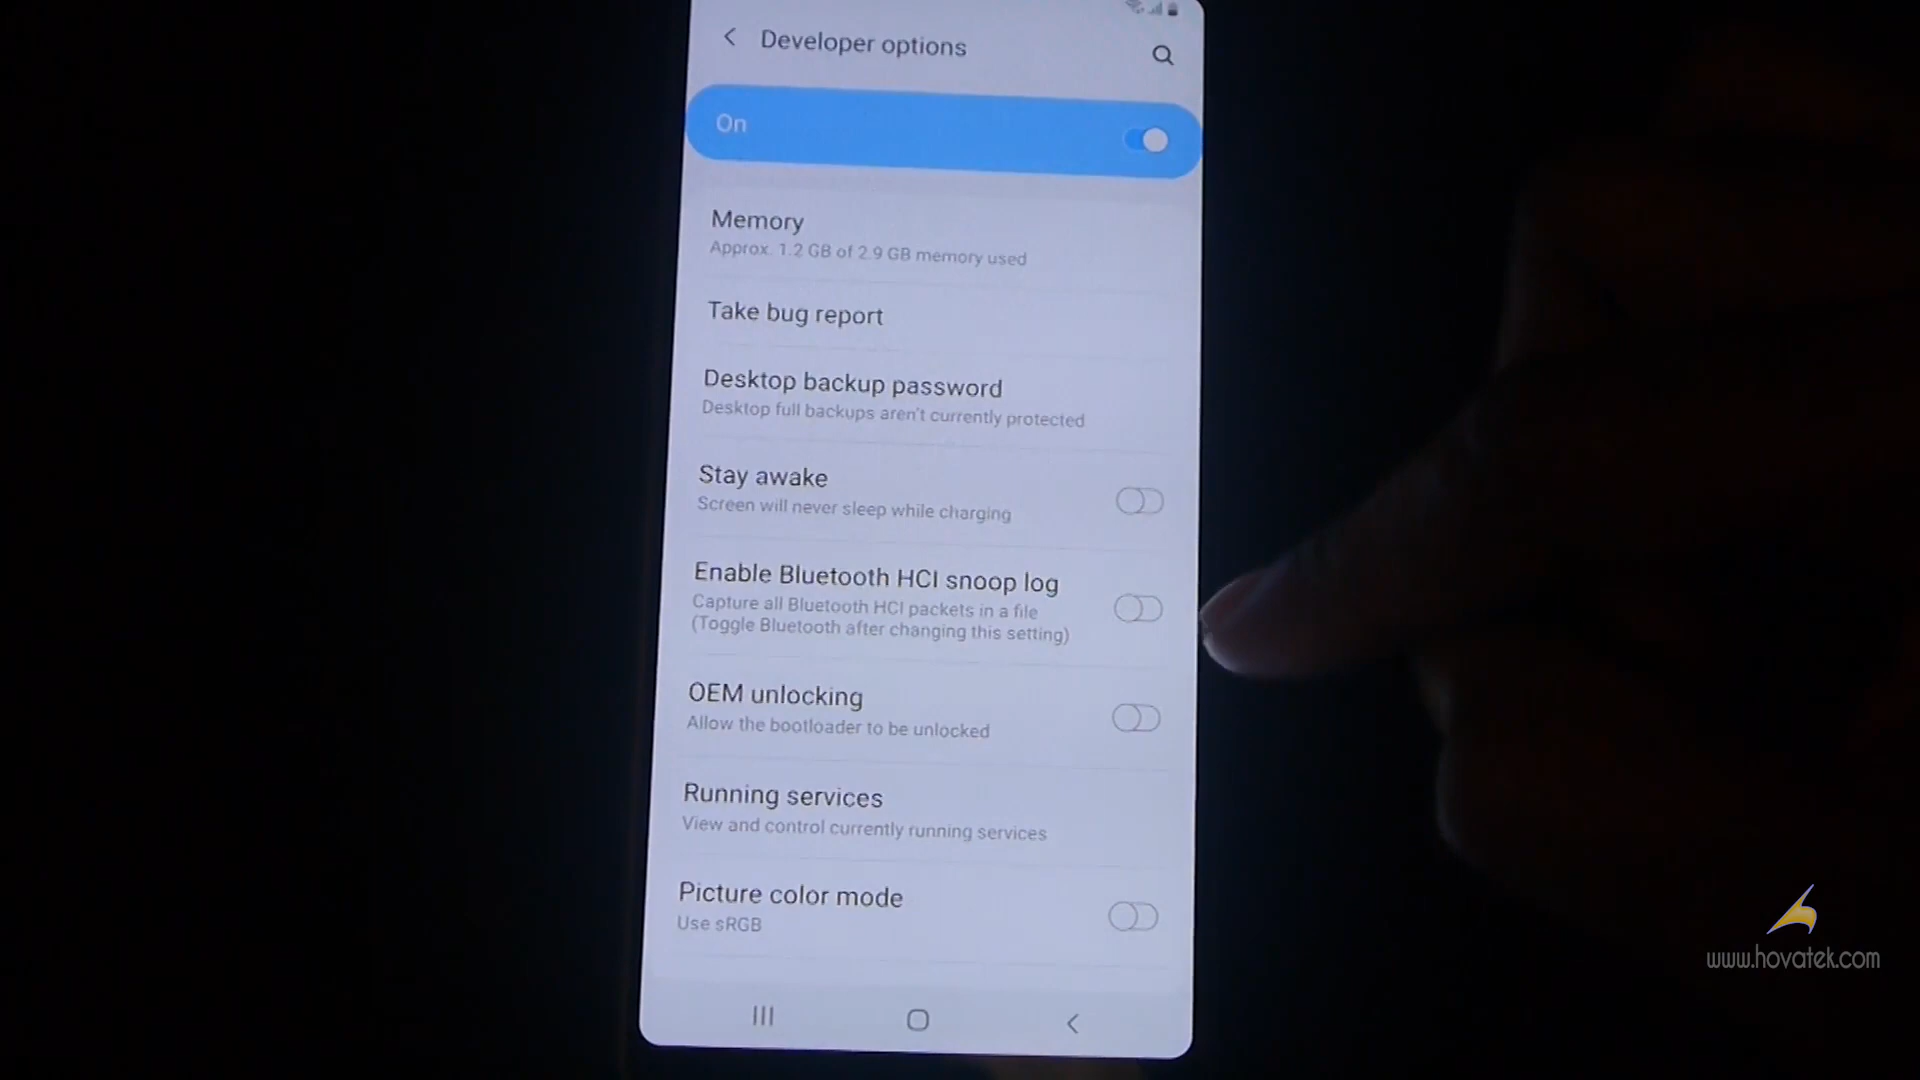 Developer options
On
Memory
Approx. 1.2 GB of 2.9 GB memory used
Take bug report
Desktop backup password
Desktop full backups aren't currently protected
Stay awake
Screen will never sleep while charging
Enable Bluetooth HCI snoop log
Capture all Bluetooth HCI packets in a file
(Toggle Bluetooth after changing this setting)
OEM unlocking
Allow the bootloader to be unlocked
Running services
View and control currently running services
Picture color mode
Use sRGB
www.hovatek.com